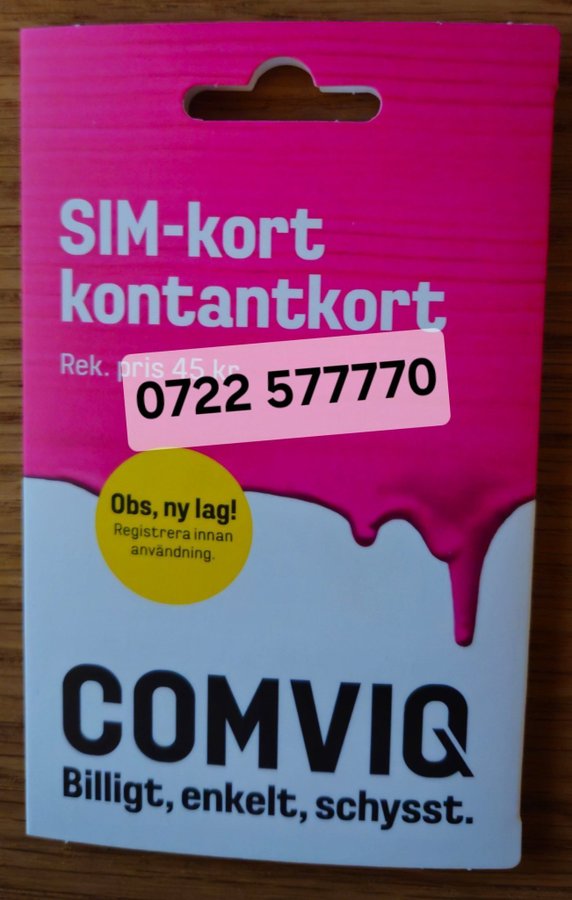 SIM-kort
kontantkort
Rek. pris 45 kr
0722 577770
Obs, ny lag!
Registrera innan
användning.
COMVIQ
Billigt, enkelt, schysst.